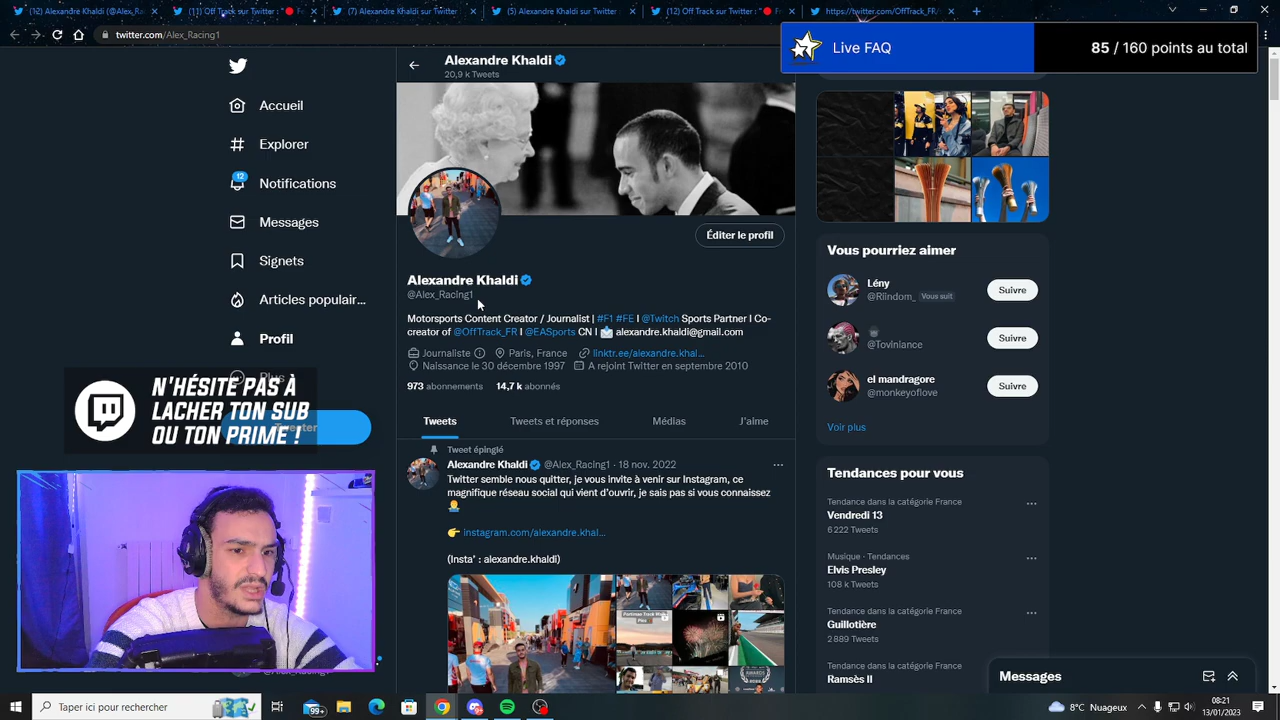 (12) Alexandre Khaldi (@Alex_Ra
(11) Off Track sur Twitter : 🔴 F
(7) Alexandre Khaldi sur Twitter
(5) Alexandre Khaldi sur Twitter
(12) Off Track sur Twitter : 🔴 F
https://twitter.com/OffTrack_FR/
twitter.com/Alex_Racing1
Live FAQ
85 / 160 points au total
Accueil
Explorer
12
Notifications
Messages
Signets
Articles populair...
Profil
Plus
Tweeter
N'HÉSITE PAS À
LACHER TON SUB
OU TON PRIME !
Alexandre Khaldi
20,9 k Tweets
Éditer le profil
Alexandre Khaldi
@Alex_Racing1
Motorsports Content Creator / Journalist | #F1 #FE I @Twitch Sports Partner I Co-
creator of @OffTrack_FR I @EASports CN I 📩 alexandre.khaldi@gmail.com
Journaliste Paris, France linktr.ee/alexandre.khal...
Naissance le 30 décembre 1997 A rejoint Twitter en septembre 2010
973 abonnements 14,7 k abonnés
Tweets Tweets et réponses Médias J'aime
Tweet épinglé
Alexandre Khaldi @Alex_Racing1 · 18 nov. 2022
Twitter semble nous quitter, je vous invite à venir sur Instagram, ce
magnifique réseau social qui vient d'ouvrir, je sais pas si vous connaissez
👉 instagram.com/alexandre.khal...
(Insta' : alexandre.khaldi)
Vous pourriez aimer
Lény
@Riindom_ Vous suit
Suivre
@Tovinlance
Suivre
el mandragore
@monkeyoflove
Suivre
Voir plus
Tendances pour vous
Tendance dans la catégorie France
Vendredi 13
6 222 Tweets
Musique · Tendances
Elvis Presley
108 k Tweets
Tendance dans la catégorie France
Guillotière
2 889 Tweets
Tendance dans la catégorie France
Ramsès II
Messages
Taper ici pour rechercher
99+
8°C Nuageux
08:21
13/01/2023